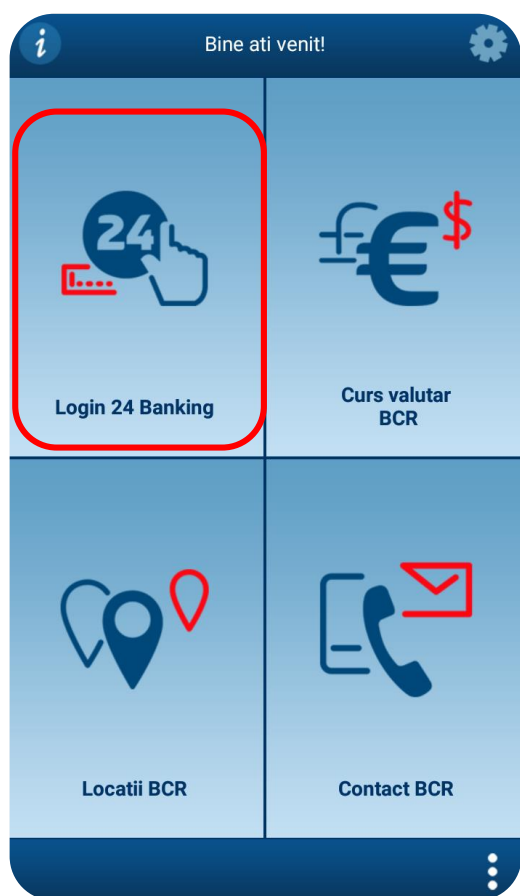 Bine ati venit!
24
Login 24 Banking
Curs valutar
BCR
Locatii BCR
Contact BCR